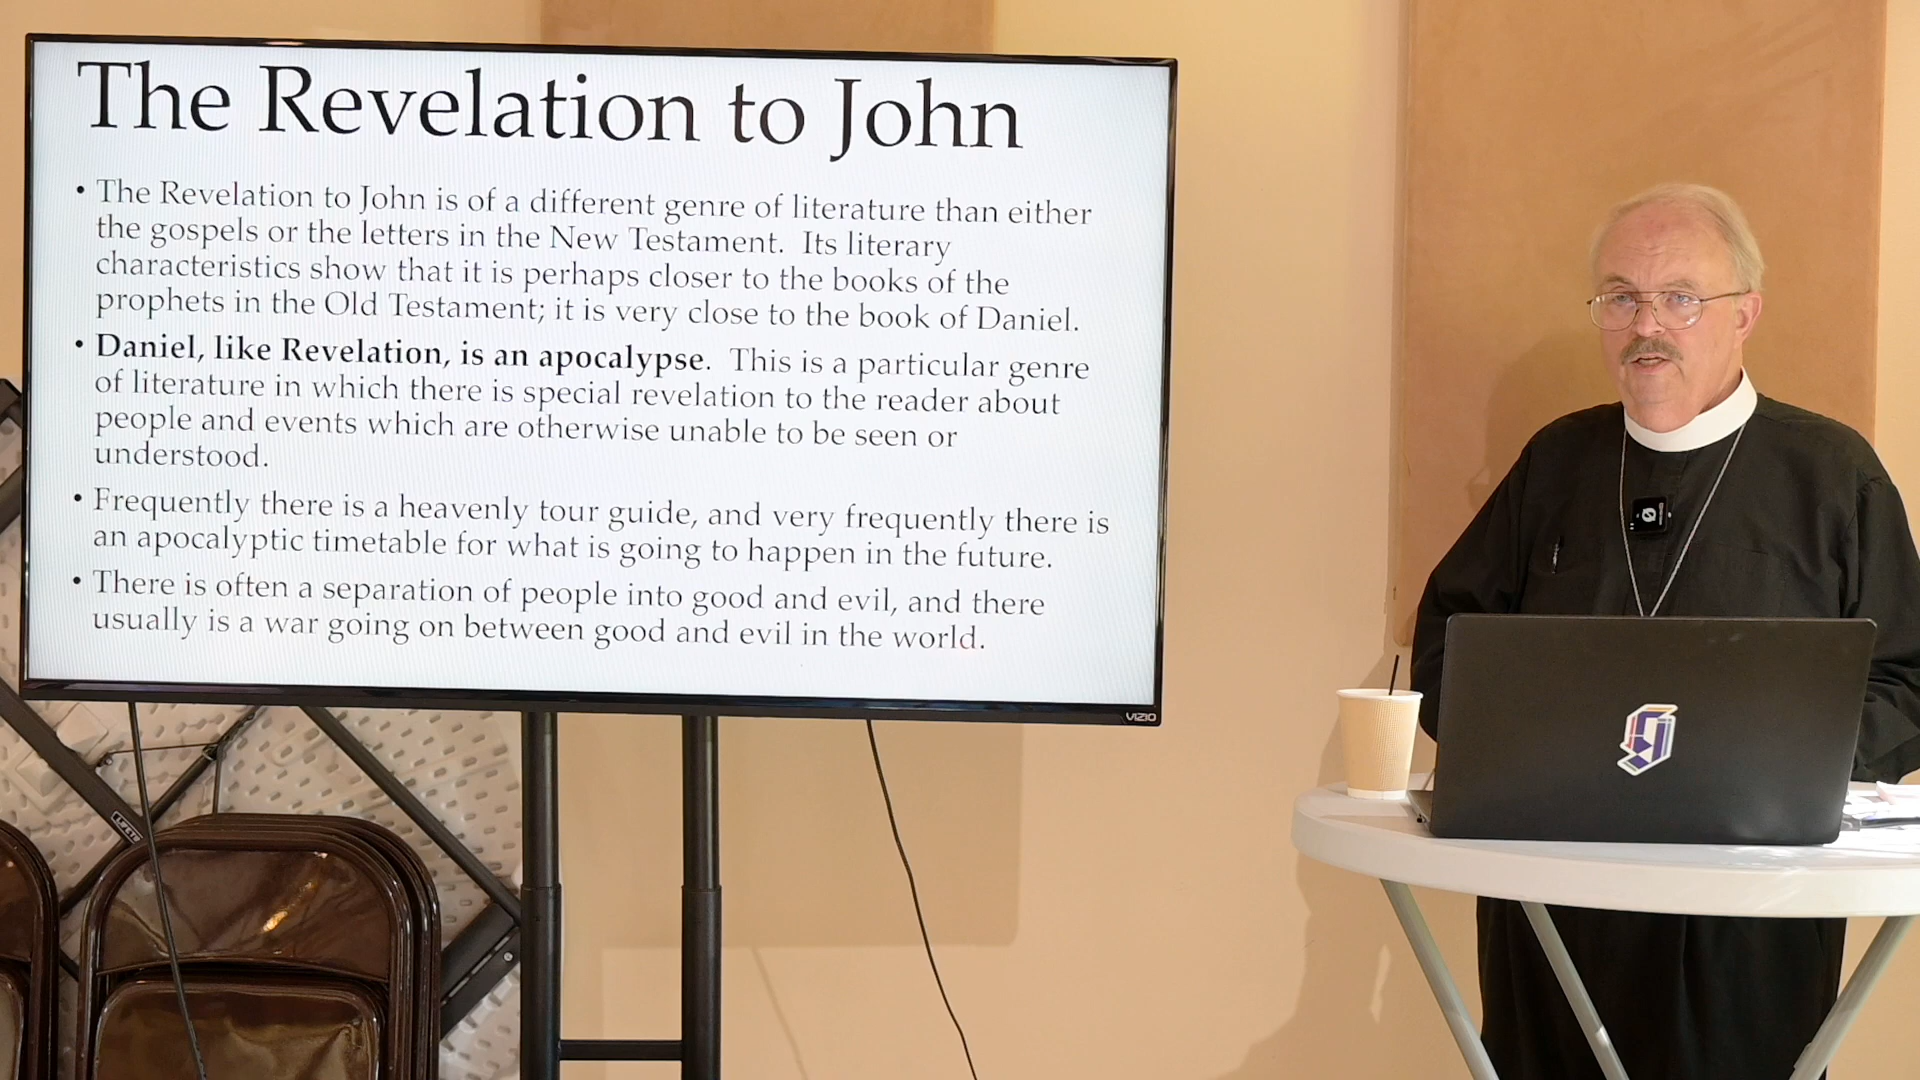 The Revelation to John
• The Revelation to John is of a different genre of literature than either
the gospels or the letters in the New Testament.  Its literary
characteristics show that it is perhaps closer to the books of the
prophets in the Old Testament; it is very close to the book of Daniel.
• Daniel, like Revelation, is an apocalypse.  This is a particular genre
of literature in which there is special revelation to the reader about
people and events which are otherwise unable to be seen or
understood.
• Frequently there is a heavenly tour guide, and very frequently there is
an apocalyptic timetable for what is going to happen in the future.
• There is often a separation of people into good and evil, and there
usually is a war going on between good and evil in the world.
VIZIO